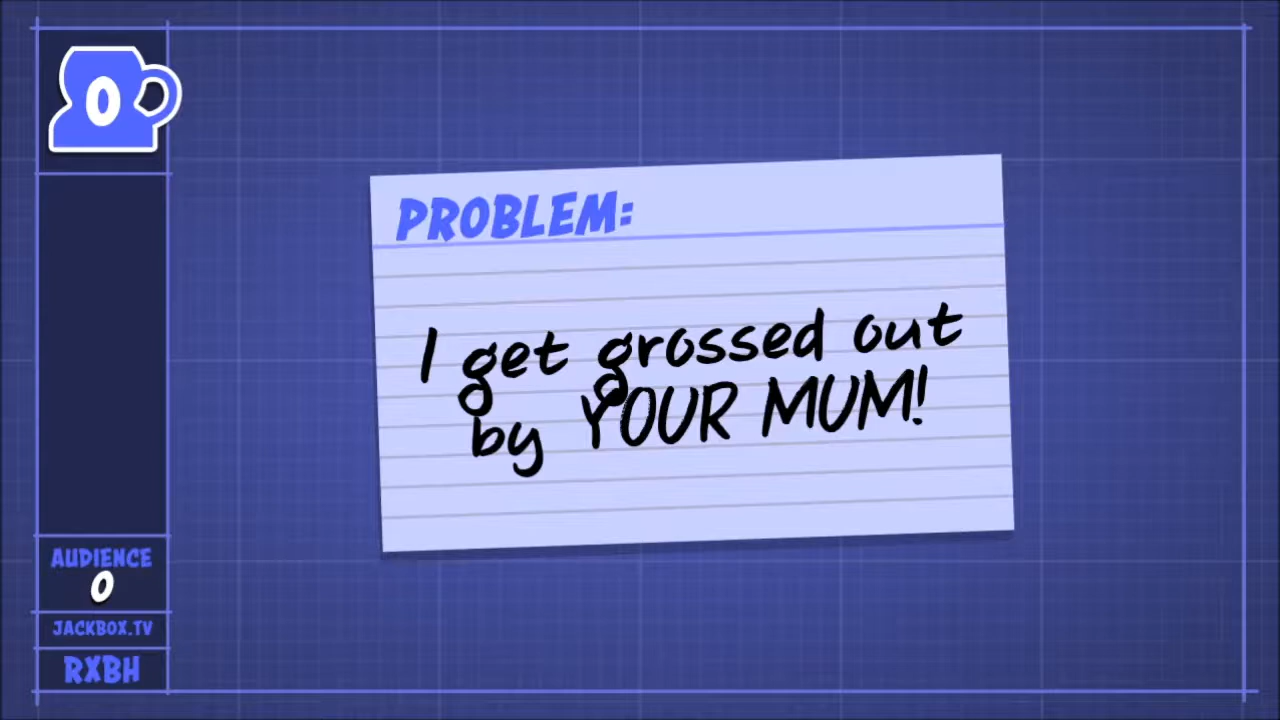 0
PROBLEM:
I get grossed out
by YOUR MUM!
AUDIENCE
0
JACKBOX.TV
RXBH